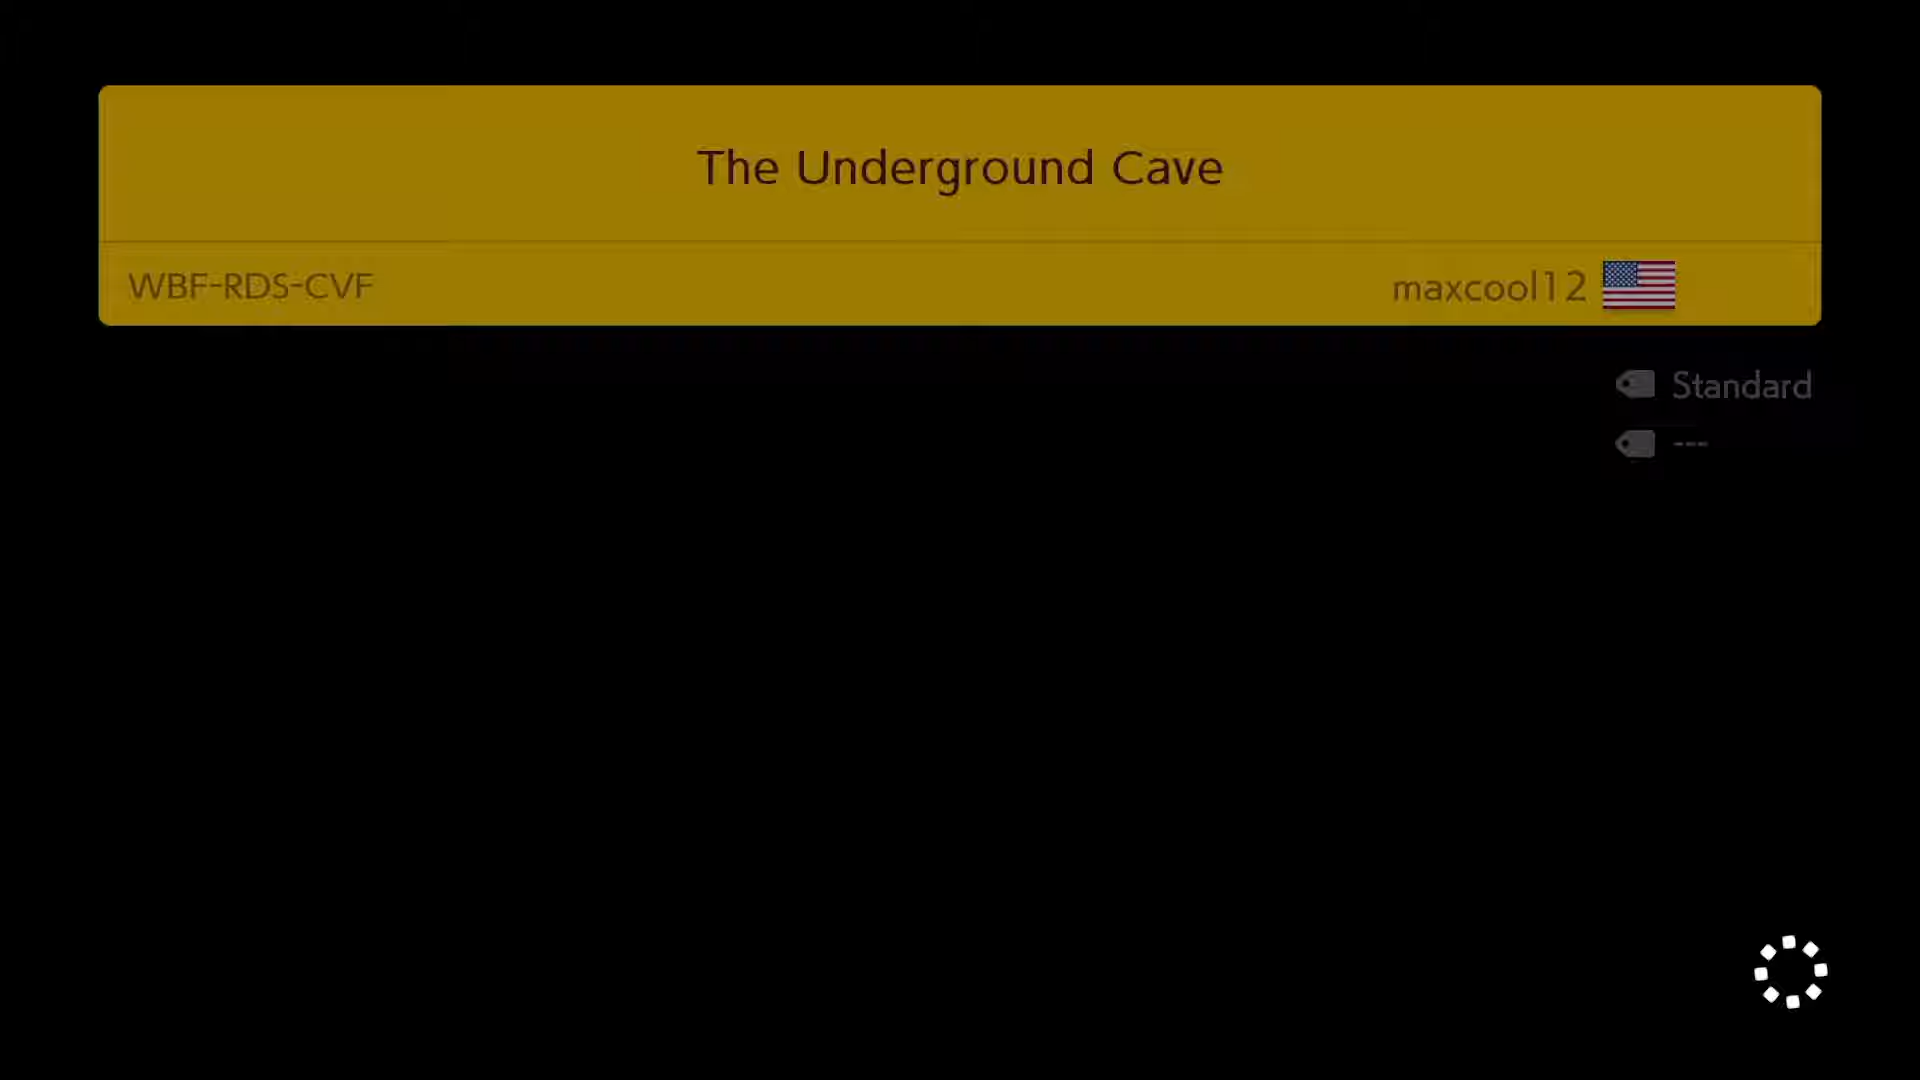 The Underground Cave
WBF-RDS-CVF
maxcool12
Standard
---